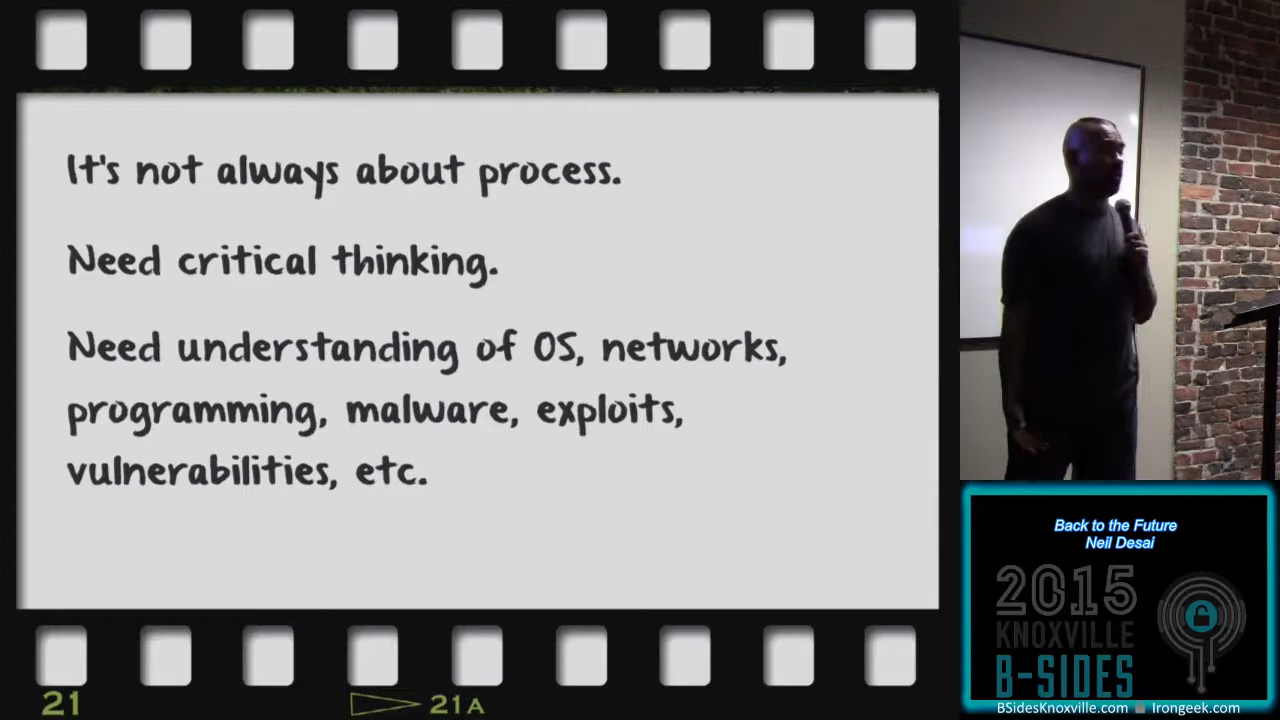 It's not always about process.
Need critical thinking.
Need understanding of OS, networks,
programming, malware, exploits,
vulnerabilities, etc.
21
21A
Back to the Future
Neil Desai
2015
KNOXVILLE
B-SIDES
BSidesKnoxville.com Irongeek.com